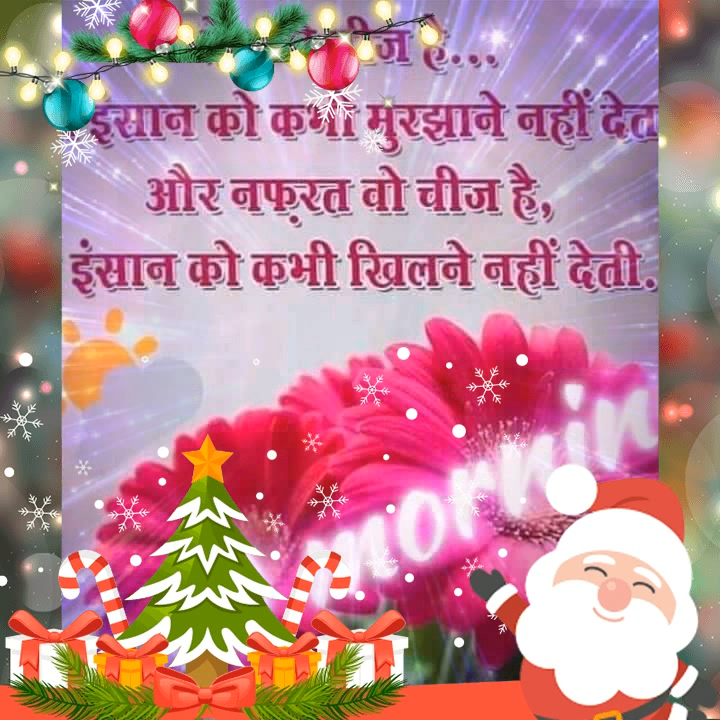 है...
इंसान को कभी मुरझाने नहीं देती
और नफ़रत वो चीज है,
इंसान को कभी खिलने नहीं देती.
mornin